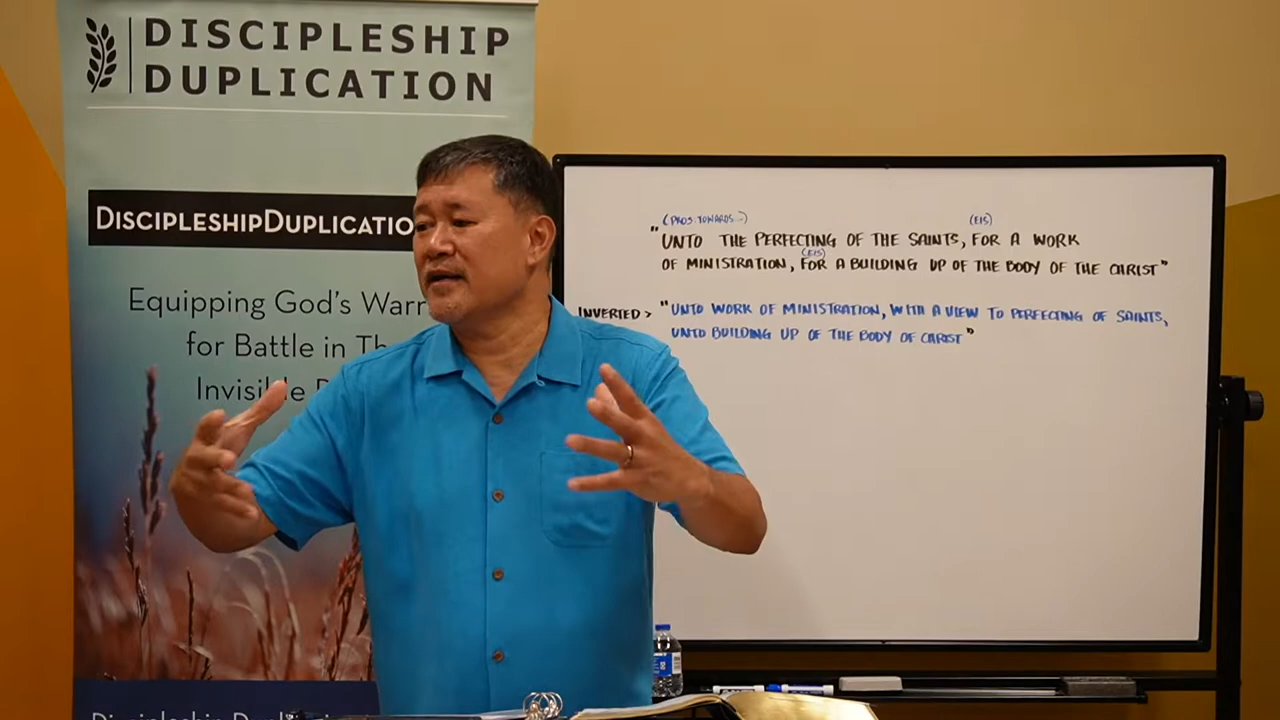 DISCIPLESHIP
DUPLICATION
DISCIPLESHIPDUPLICATIO
Equipping God's Warr
for Battle in Th
Invisi
(PROS: TOWARDS-)
(EIS)
"UNTO THE PERFECTING OF THE SAINTS, FOR A WORK
(EIS)
OF MINISTRATION, FOR A BUILDING UP OF THE BODY OF THE CHRIST"
INVERTED > "UNTO WORK OF MINISTRATION, WITH A VIEW TO PERFECTING OF SAINTS,
UNTO BUILDING UP OF THE BODY OF CHRIST"